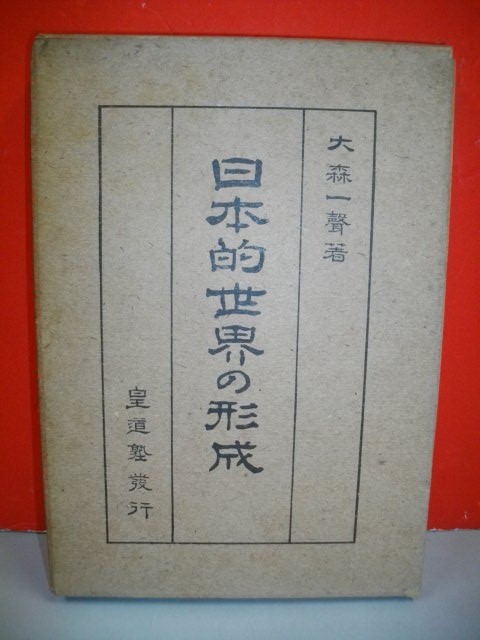 大森一聲著
日本的世界の形成
皇道塾發行